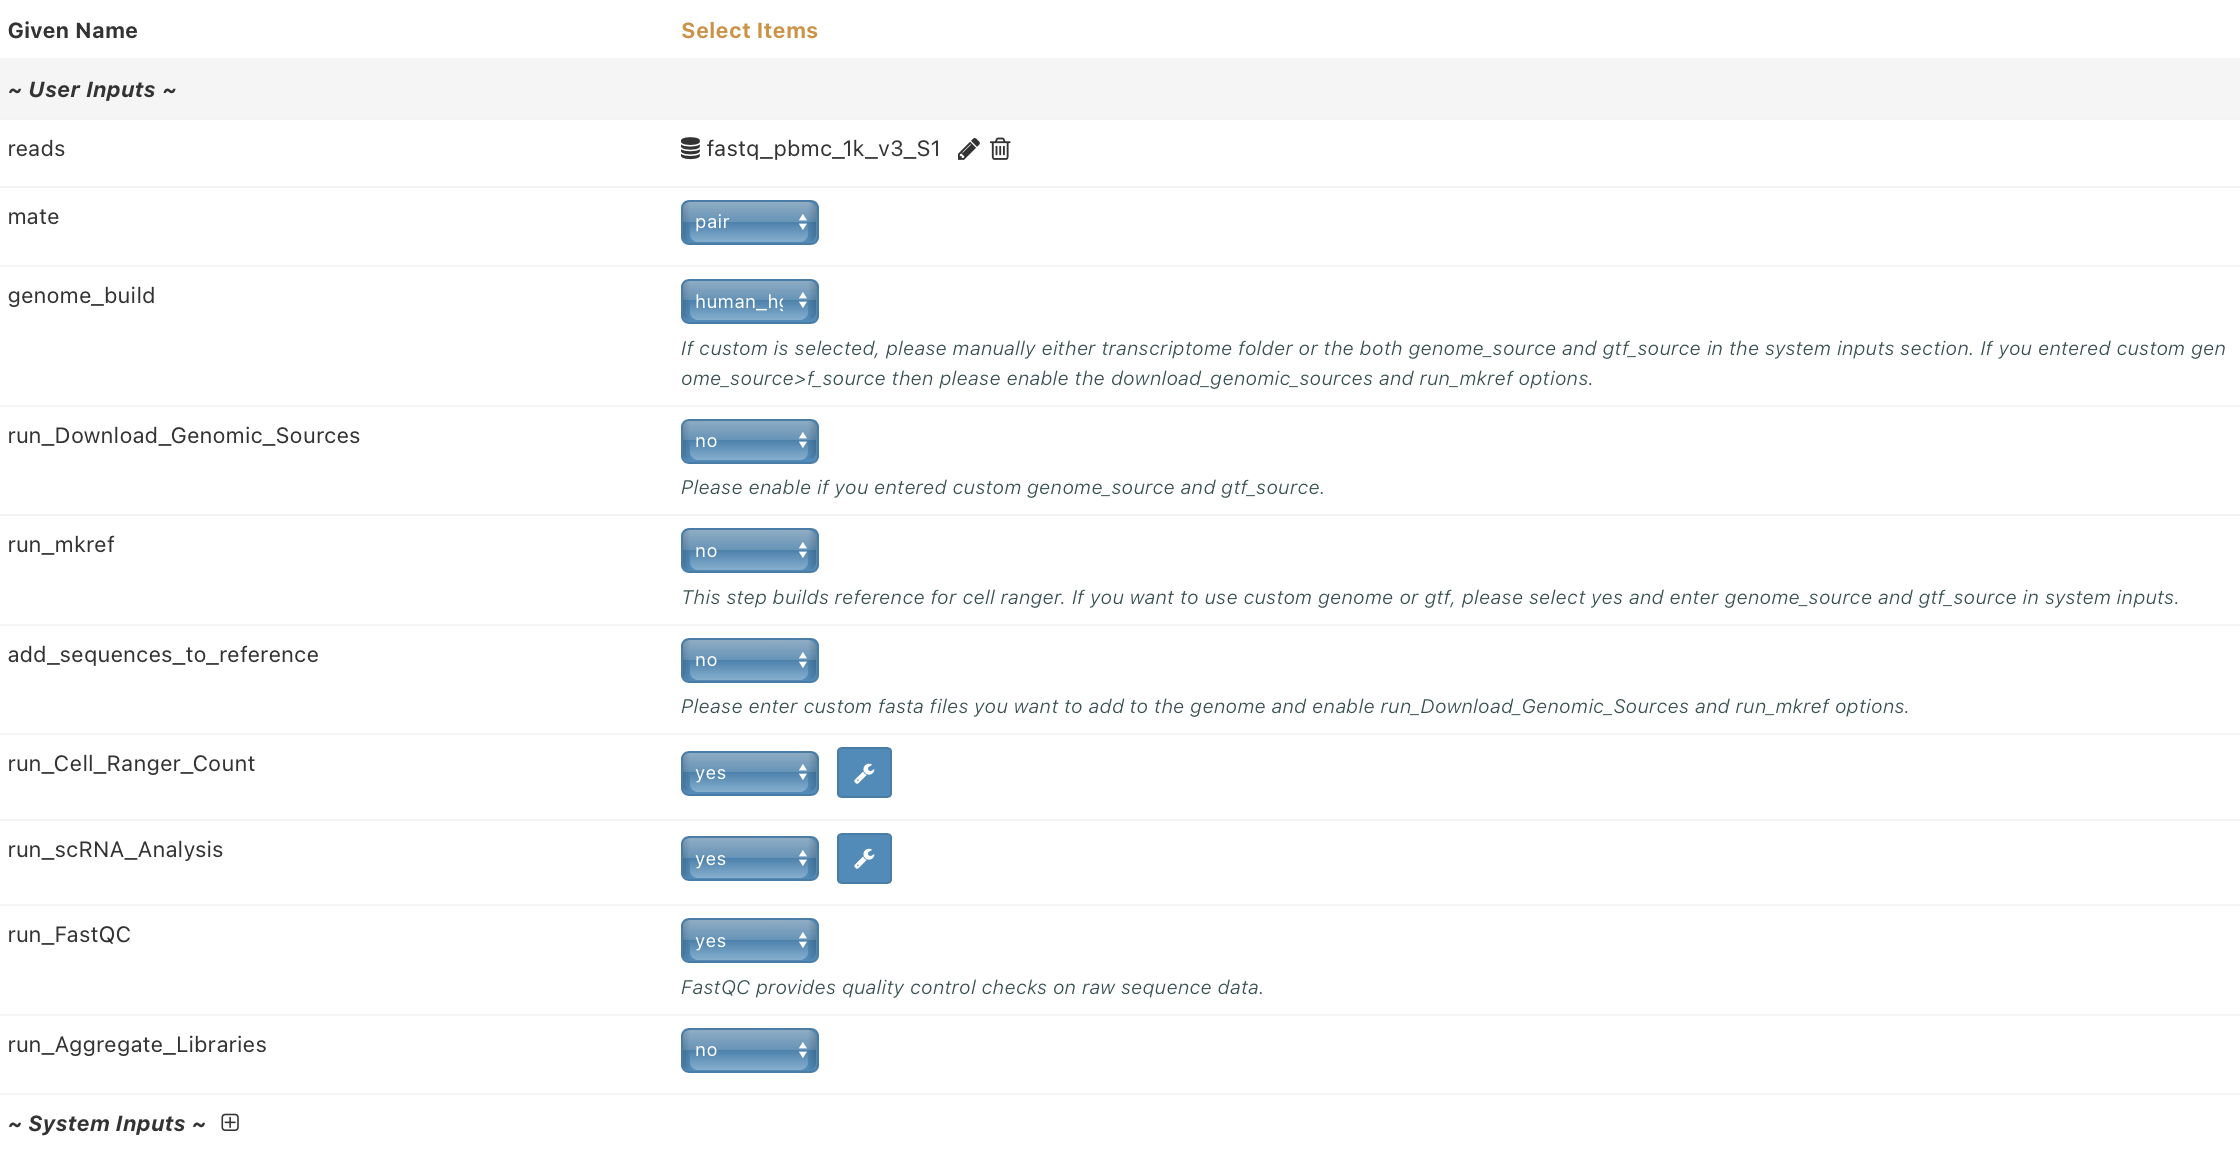 Given Name
Select Items
~ User Inputs ~
reads
fastq_pbmc_1k_v3_S1
mate
pair
genome_build
human_hg
If custom is selected, please manually either transcriptome folder or the both genome_source and gtf_source in the system inputs section. If you entered custom gen
ome_source>f_source then please enable the download_genomic_sources and run_mkref options.
run_Download_Genomic_Sources
no
Please enable if you entered custom genome_source and gtf_source.
run_mkref
no
This step builds reference for cell ranger. If you want to use custom genome or gtf, please select yes and enter genome_source and gtf_source in system inputs.
add_sequences_to_reference
no
Please enter custom fasta files you want to add to the genome and enable run_Download_Genomic_Sources and run_mkref options.
run_Cell_Ranger_Count
yes
run_scRNA_Analysis
yes
run_FastQC
yes
FastQC provides quality control checks on raw sequence data.
run_Aggregate_Libraries
no
~ System Inputs ~